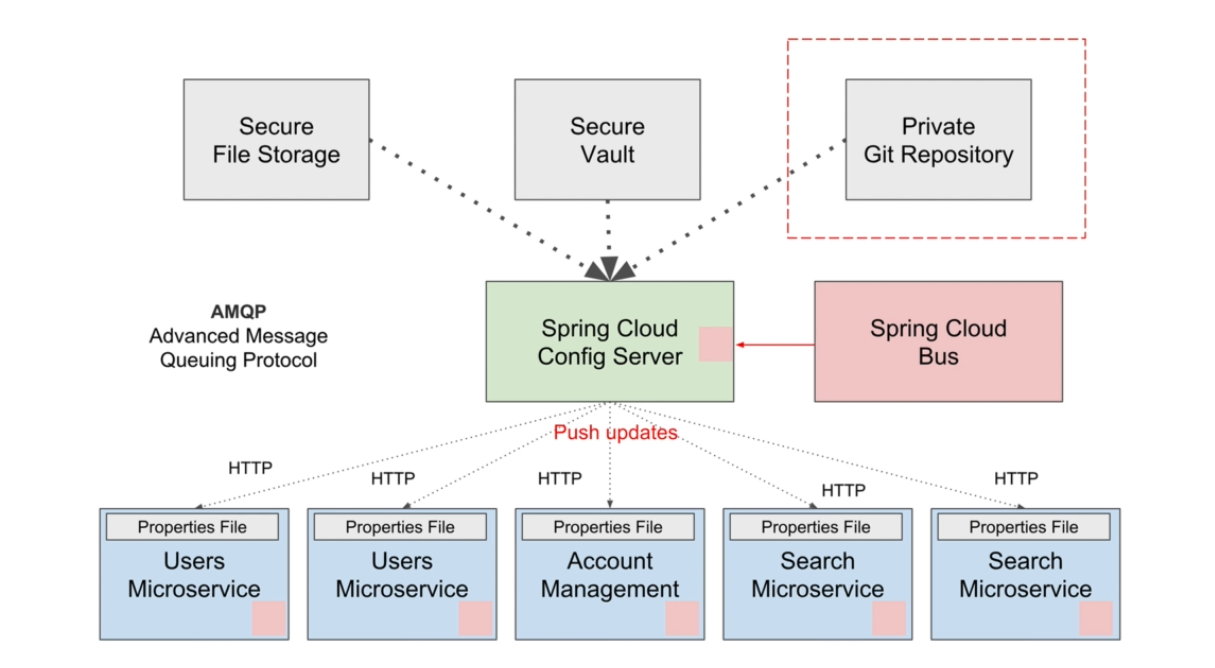 Secure
File Storage
Secure
Vault
Private
Git Repository
AMQP
Advanced Message
Queuing Protocol
Spring Cloud
Config Server
Spring Cloud
Bus
Push updates
HTTP
HTTP
HTTP
HTTP
HTTP
Properties File
Users
Microservice
Properties File
Users
Microservice
Properties File
Account
Management
Properties File
Search
Microservice
Properties File
Search
Microservice